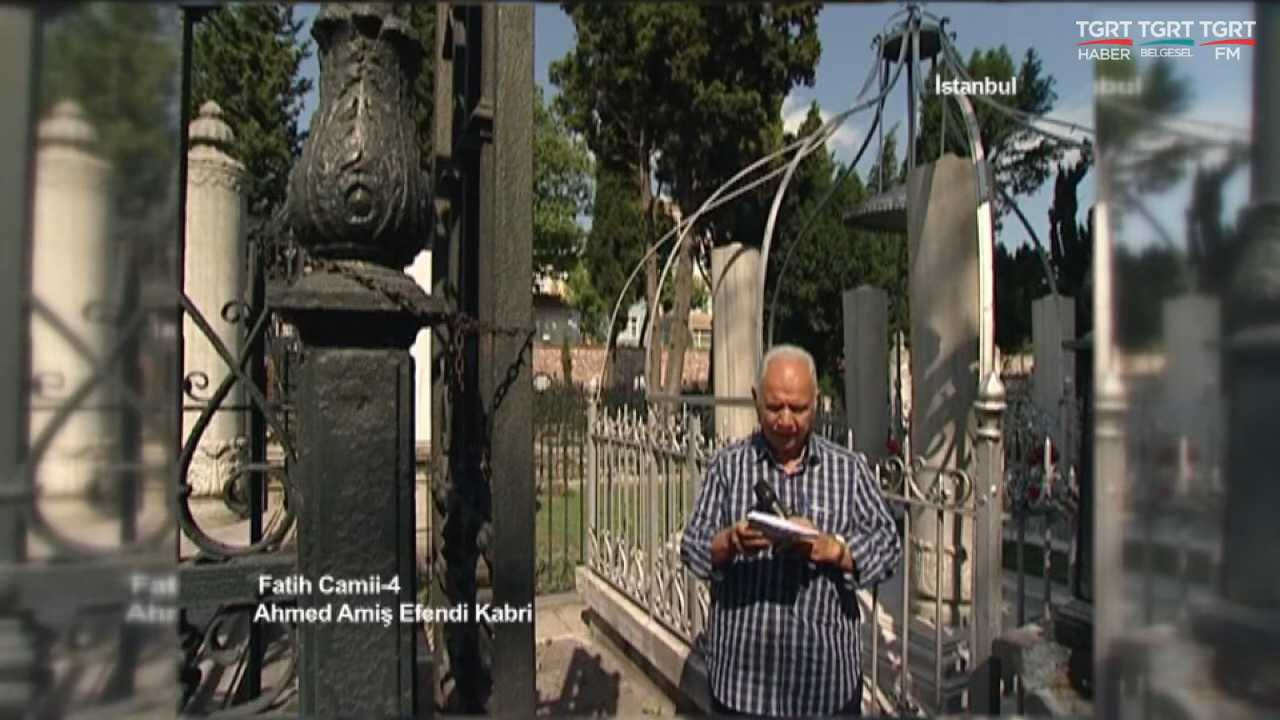 TGRT TGRT TGRT
HABER BELGESEL FM
İstanbul
Fatih Camii-4
Ahmed Amiş Efendi Kabri